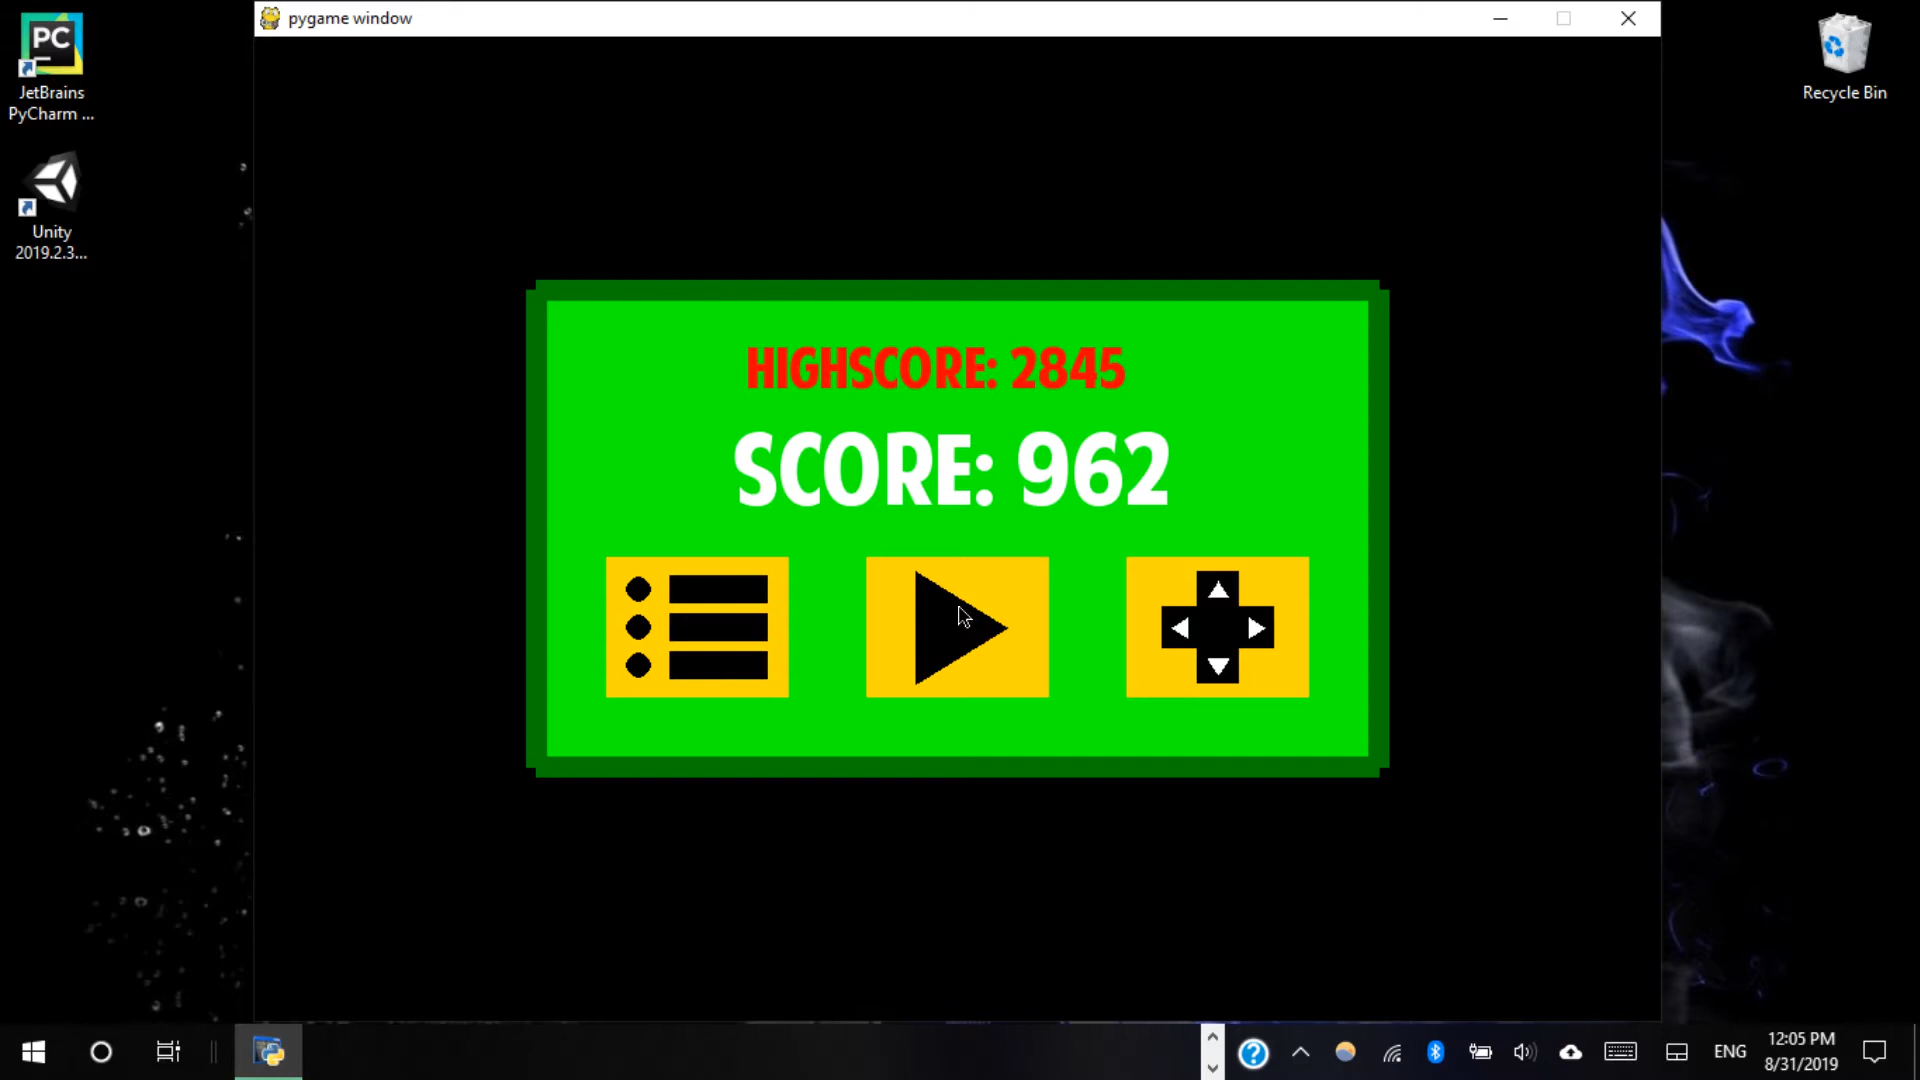 pygame window
PC
JetBrains
PyCharm ...
Unity
2019.2.3...
Recycle Bin
HIGHSCORE: 2845
SCORE: 962
?
ENG
12:05 PM
8/31/2019